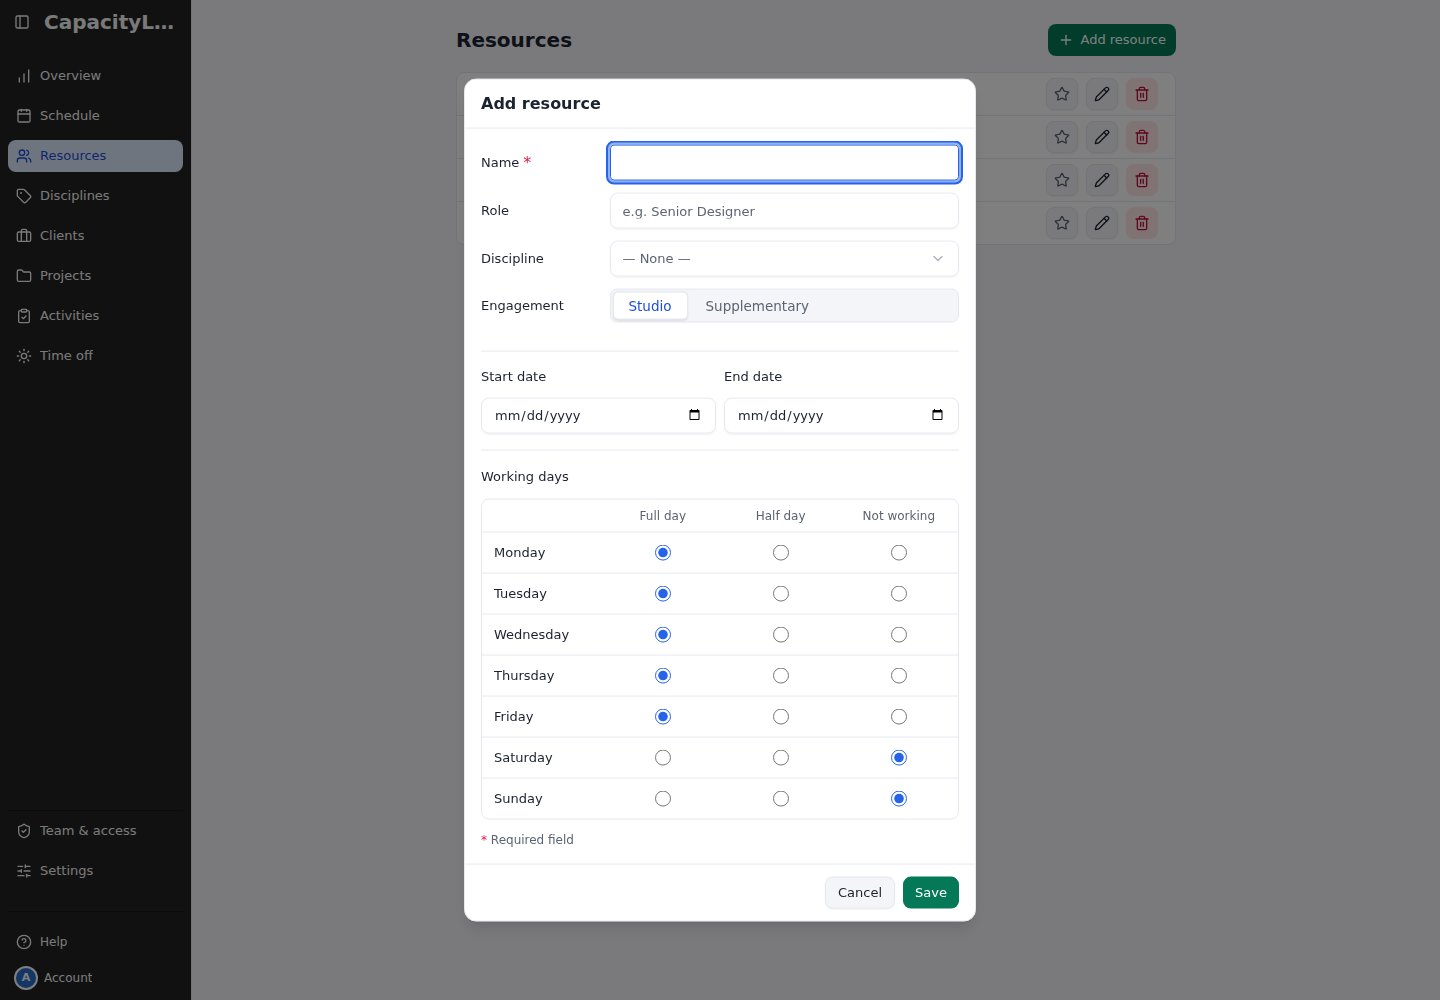 CapacityL...
Overview
Schedule
Resources
Disciplines
Clients
Projects
Activities
Time off
Team & access
Settings
Help
A Account
Resources
Add resource
Add resource
Name *
Role e.g. Senior Designer
Discipline — None —
Engagement Studio Supplementary
Start date End date
mm/dd/yyyy mm/dd/yyyy
Working days
Full day Half day Not working
Monday
Tuesday
Wednesday
Thursday
Friday
Saturday
Sunday
* Required field
Cancel Save